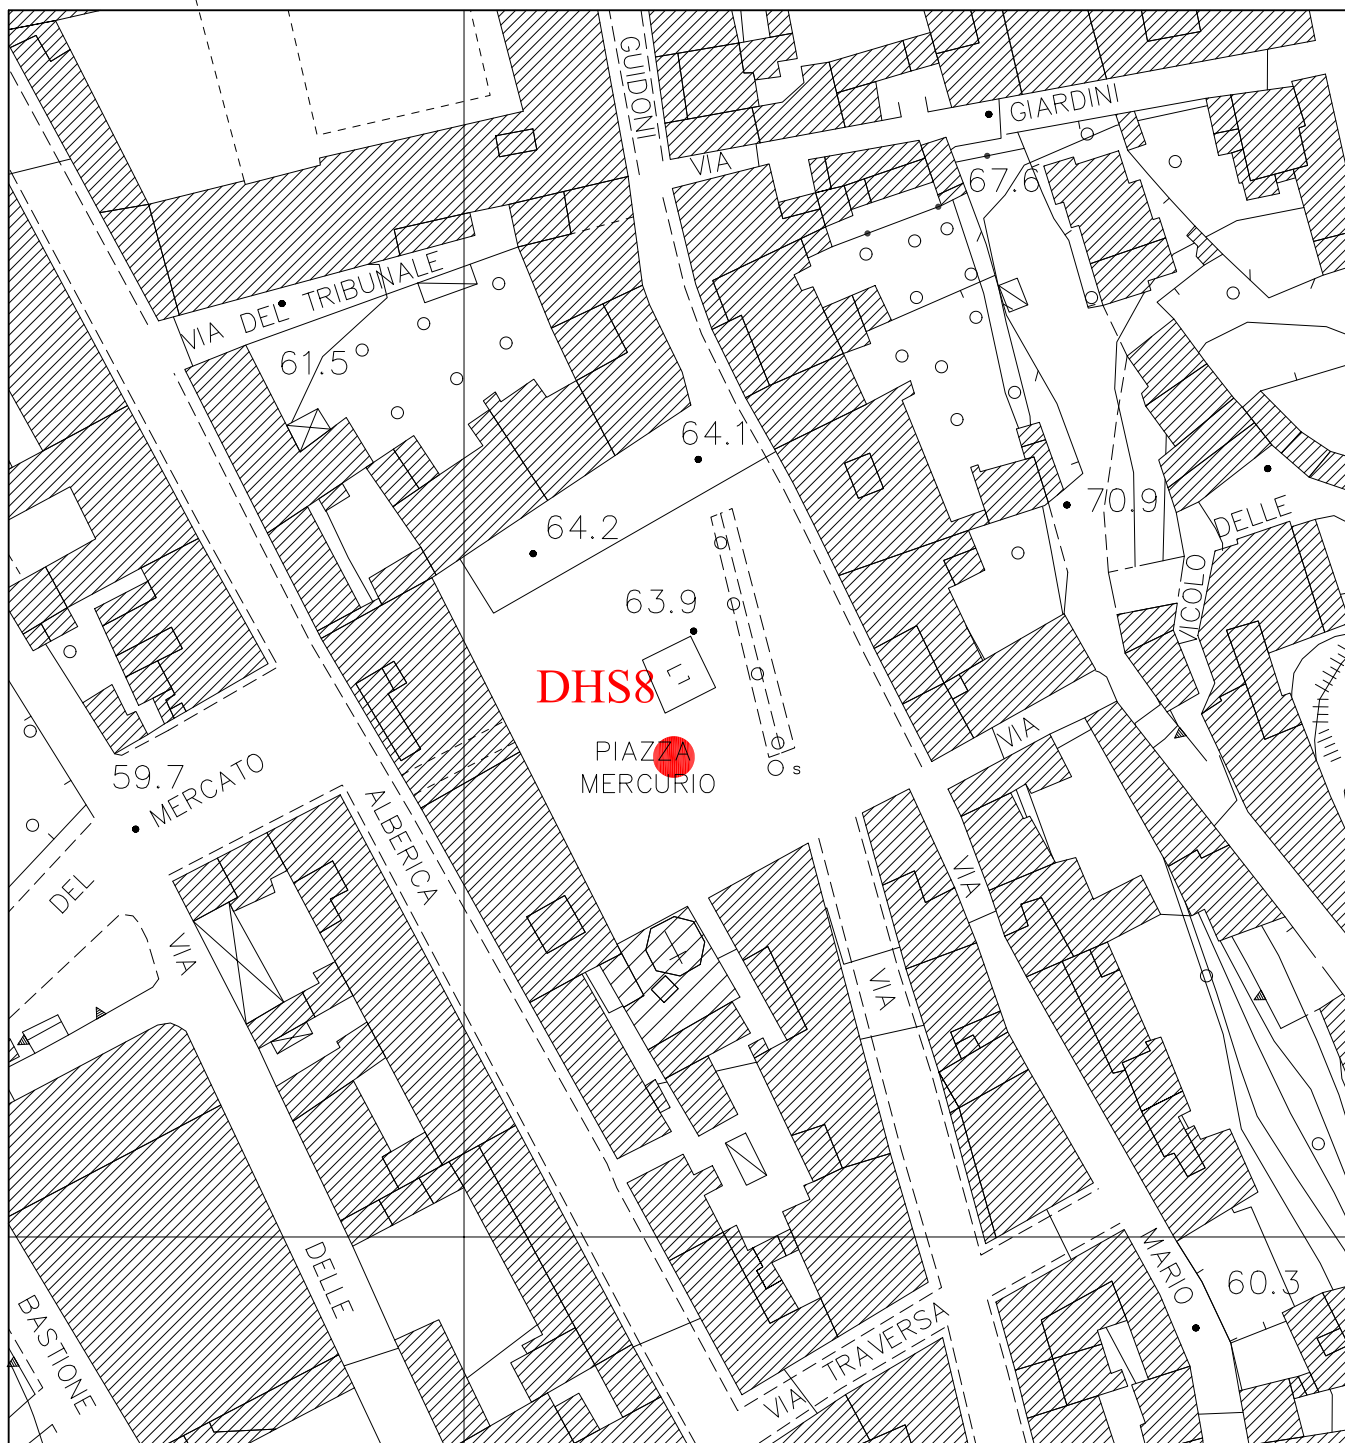 GUIDONI
VIA
GIARDINI
67.6
VIA DEL TRIBUNALE
61.5
64.1
64.2
70.9
DELLE
VICOLO
63.9
DHS8
PIAZZA
MERCURIO
s
VIA
59.7
MERCATO
DEL
ALBERICA
VIA
VIA
VIA
DELLE
MARIO
60.3
BASTIONE
VIA TRAVERSA